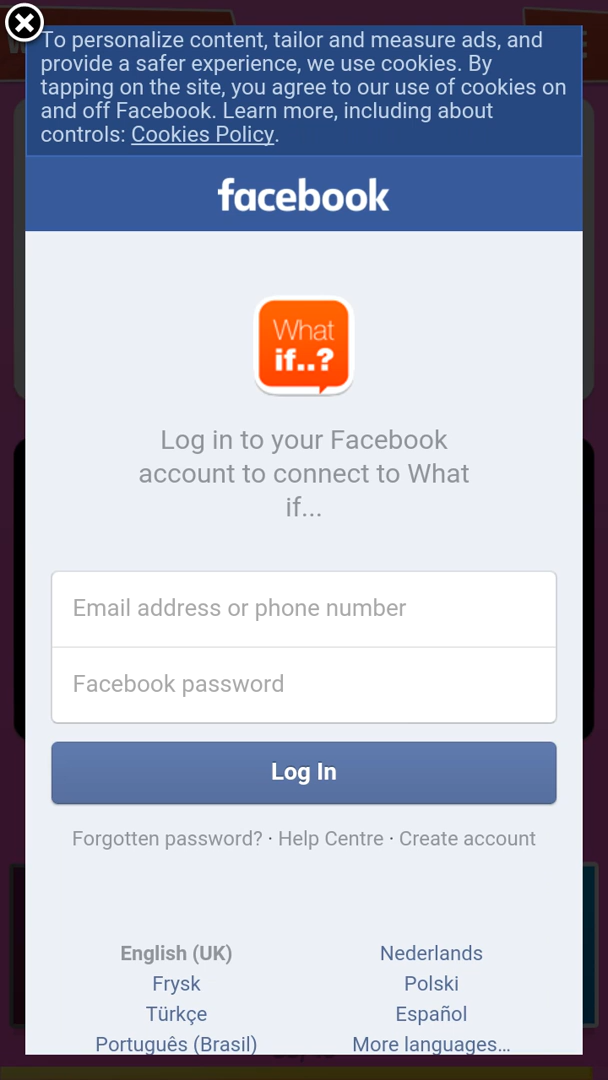 To personalize content, tailor and measure ads, and
provide a safer experience, we use cookies. By
tapping on the site, you agree to our use of cookies on
and off Facebook. Learn more, including about
controls: Cookies Policy.
facebook
What
if..?
Log in to your Facebook
account to connect to What
if...
Email address or phone number
Facebook password
Log In
Forgotten password? · Help Centre · Create account
English (UK) Nederlands
Frysk Polski
Türkçe Español
Português (Brasil) More languages...